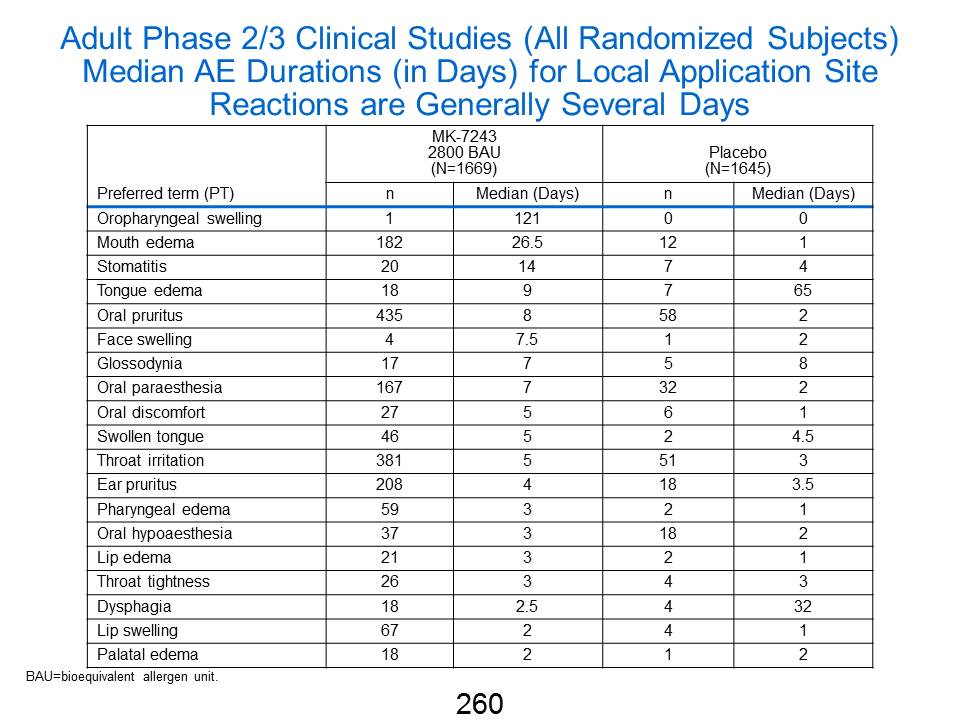 Adult Phase 2/3 Clinical Studies (All Randomized Subjects)
Median AE Durations (in Days) for Local Application Site
Reactions are Generally Several Days
MK-7243
2800 BAU
(N=1669)
Placebo
(N=1645)
Preferred term (PT) n Median (Days) n Median (Days)
Oropharyngeal swelling 1 121 0 0
Mouth edema 182 26.5 12 1
Stomatitis 20 14 7 4
Tongue edema 18 9 7 65
Oral pruritus 435 8 58 2
Face swelling 4 7.5 1 2
Glossodynia 17 7 5 8
Oral paraesthesia 167 7 32 2
Oral discomfort 27 5 6 1
Swollen tongue 46 5 2 4.5
Throat irritation 381 5 51 3
Ear pruritus 208 4 18 3.5
Pharyngeal edema 59 3 2 1
Oral hypoaesthesia 37 3 18 2
Lip edema 21 3 2 1
Throat tightness 26 3 4 3
Dysphagia 18 2.5 4 32
Lip swelling 67 2 4 1
Palatal edema 18 2 1 2
BAU=bioequivalent allergen unit.
260